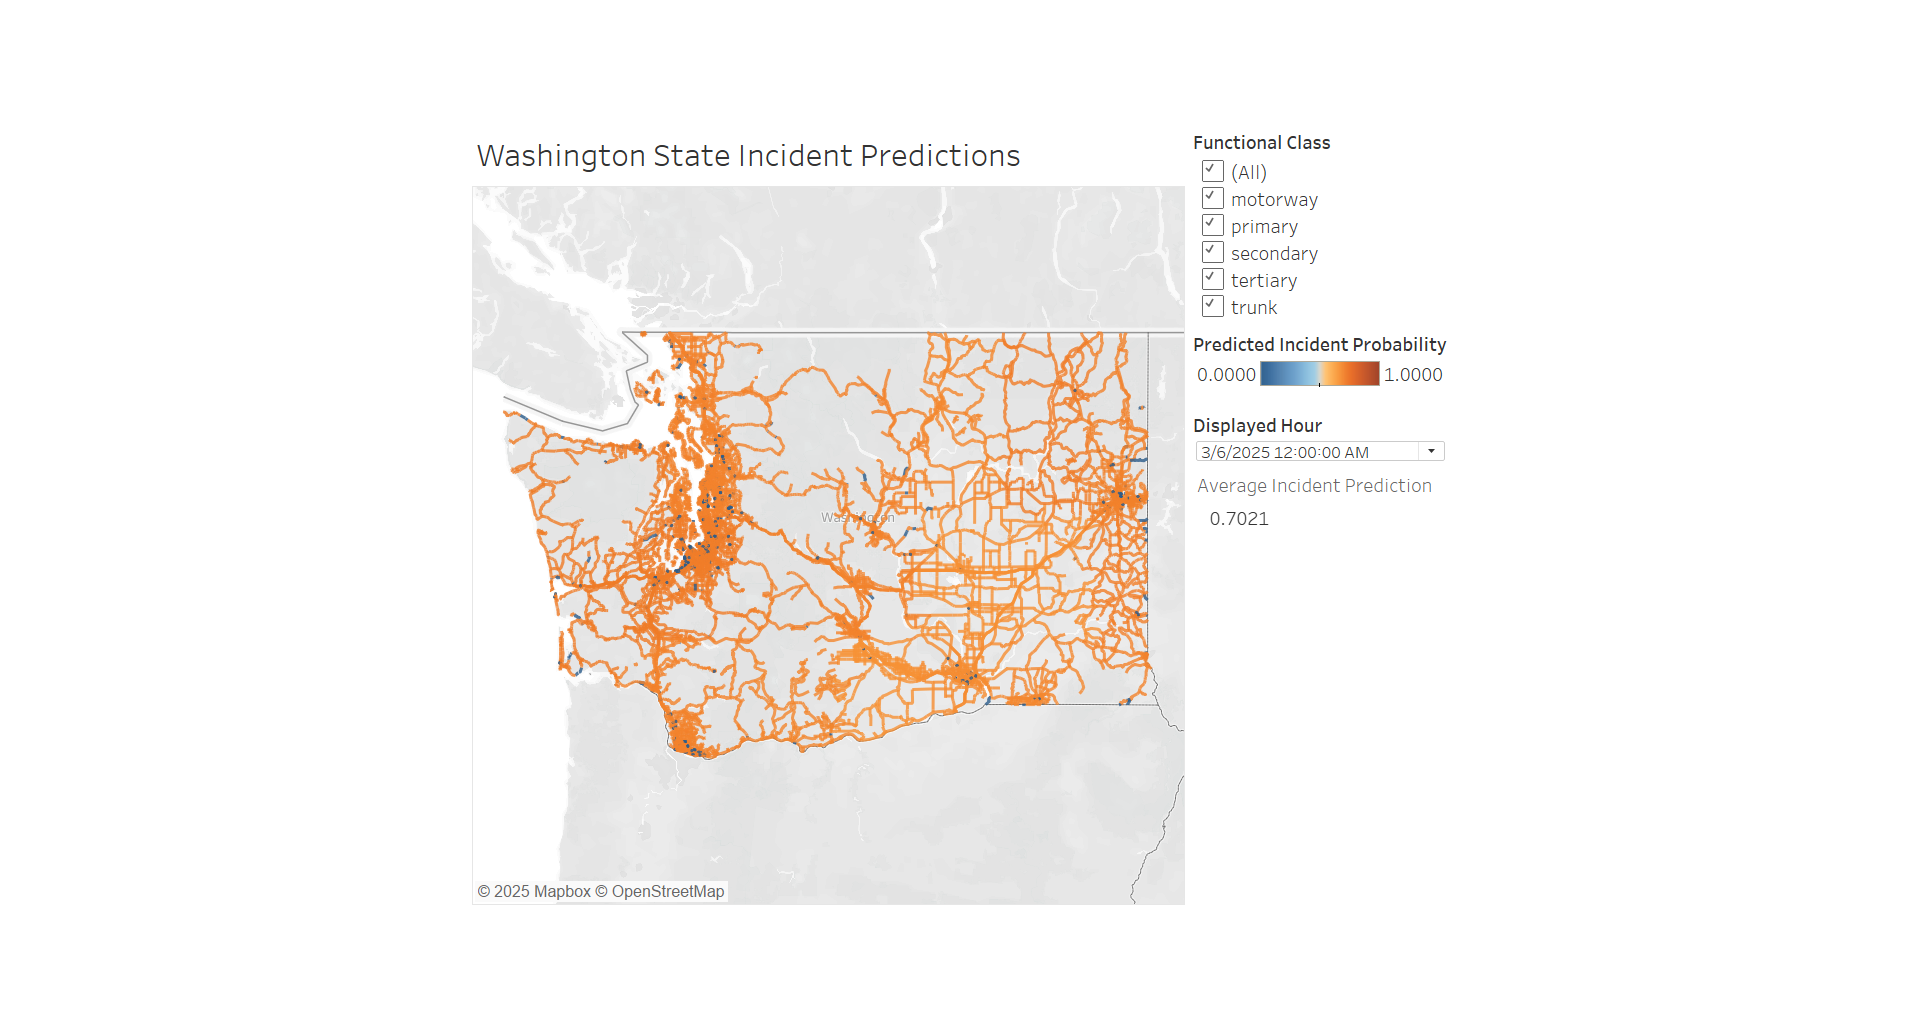 Washington State Incident Predictions
Washington
© 2025 Mapbox © OpenStreetMap
Functional Class
(All)
motorway
primary
secondary
tertiary
trunk
Predicted Incident Probability
0.0000 1.0000
Displayed Hour
3/6/2025 12:00:00 AM
Average Incident Prediction
0.7021